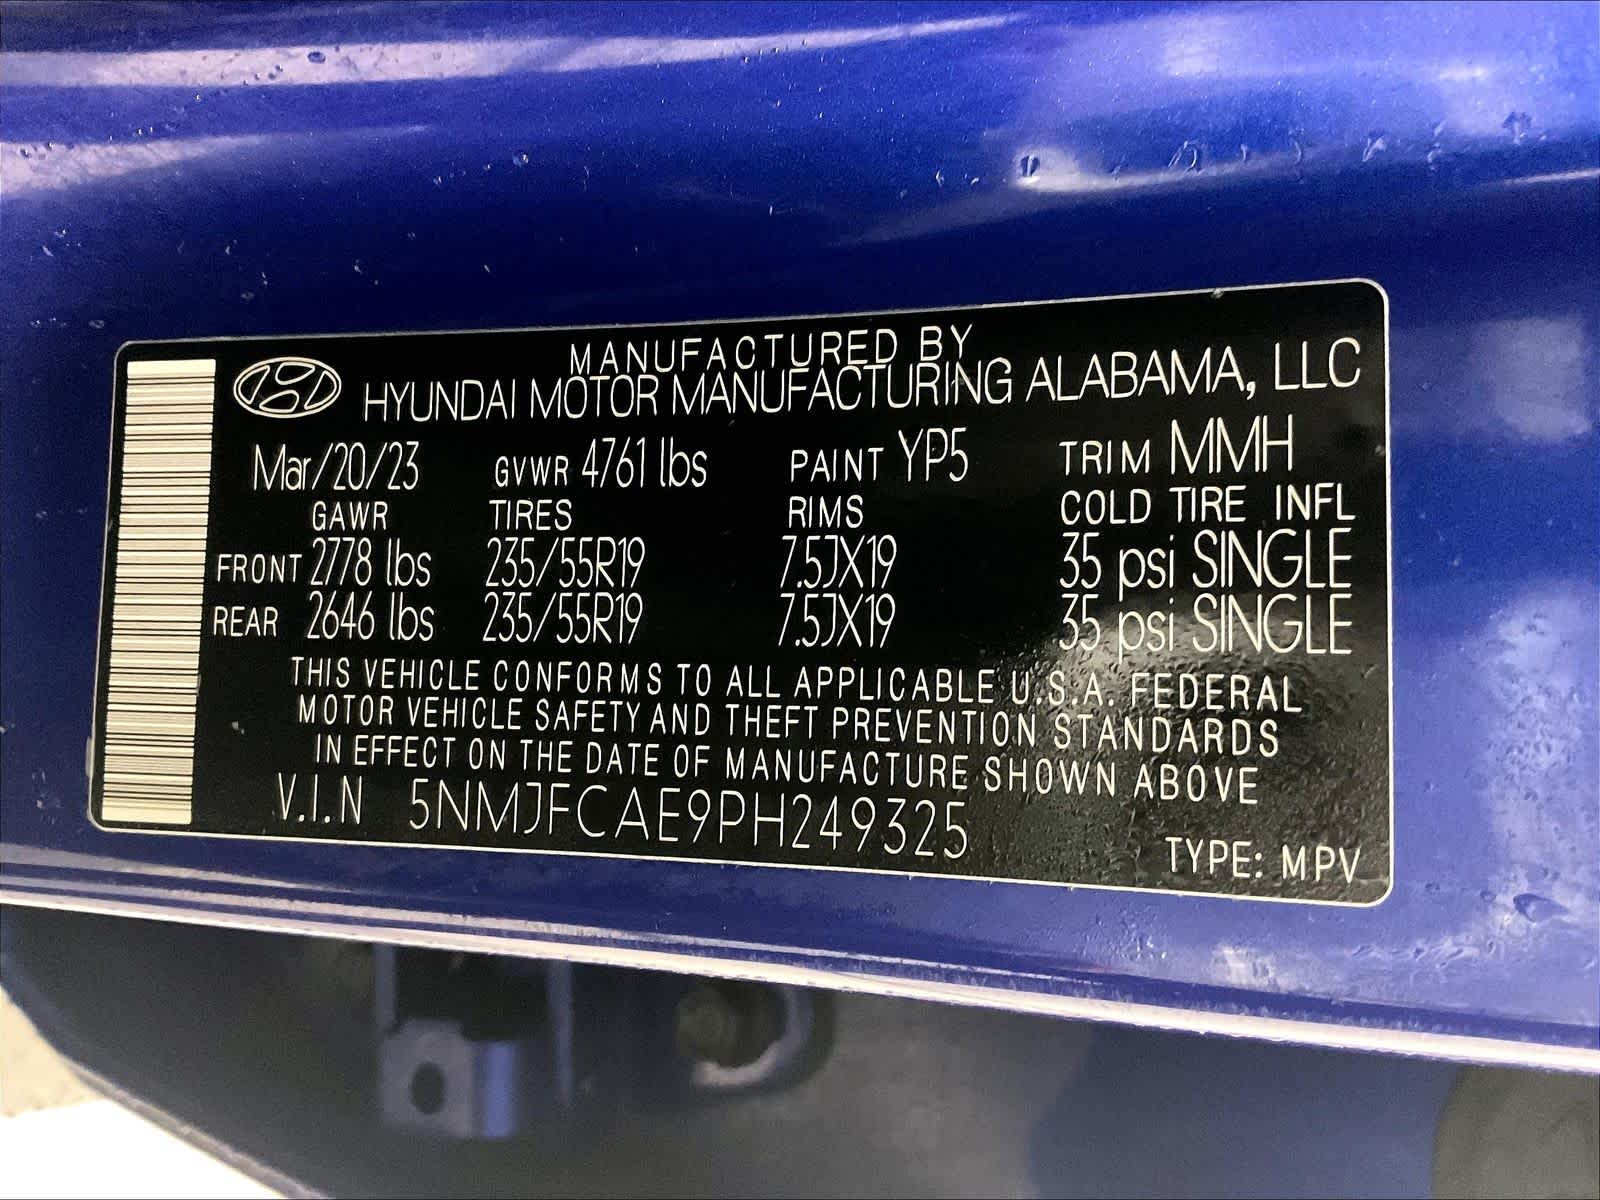 MANUFACTURED BY
HYUNDAI MOTOR MANUFACTURING ALABAMA, LLC
Mar/20/23 GVWR 4761 lbs PAINT YP5 TRIM MMH
GAWR TIRES RIMS COLD TIRE INFL
FRONT 2778 lbs 235/55R19 7.5JX19 35 psi SINGLE
REAR 2646 lbs 235/55R19 7.5JX19 35 psi SINGLE
THIS VEHICLE CONFORMS TO ALL APPLICABLE U.S.A. FEDERAL
MOTOR VEHICLE SAFETY AND THEFT PREVENTION STANDARDS
IN EFFECT ON THE DATE OF MANUFACTURE SHOWN ABOVE
V.I.N 5NMJFCAE9PH249325
TYPE: MPV